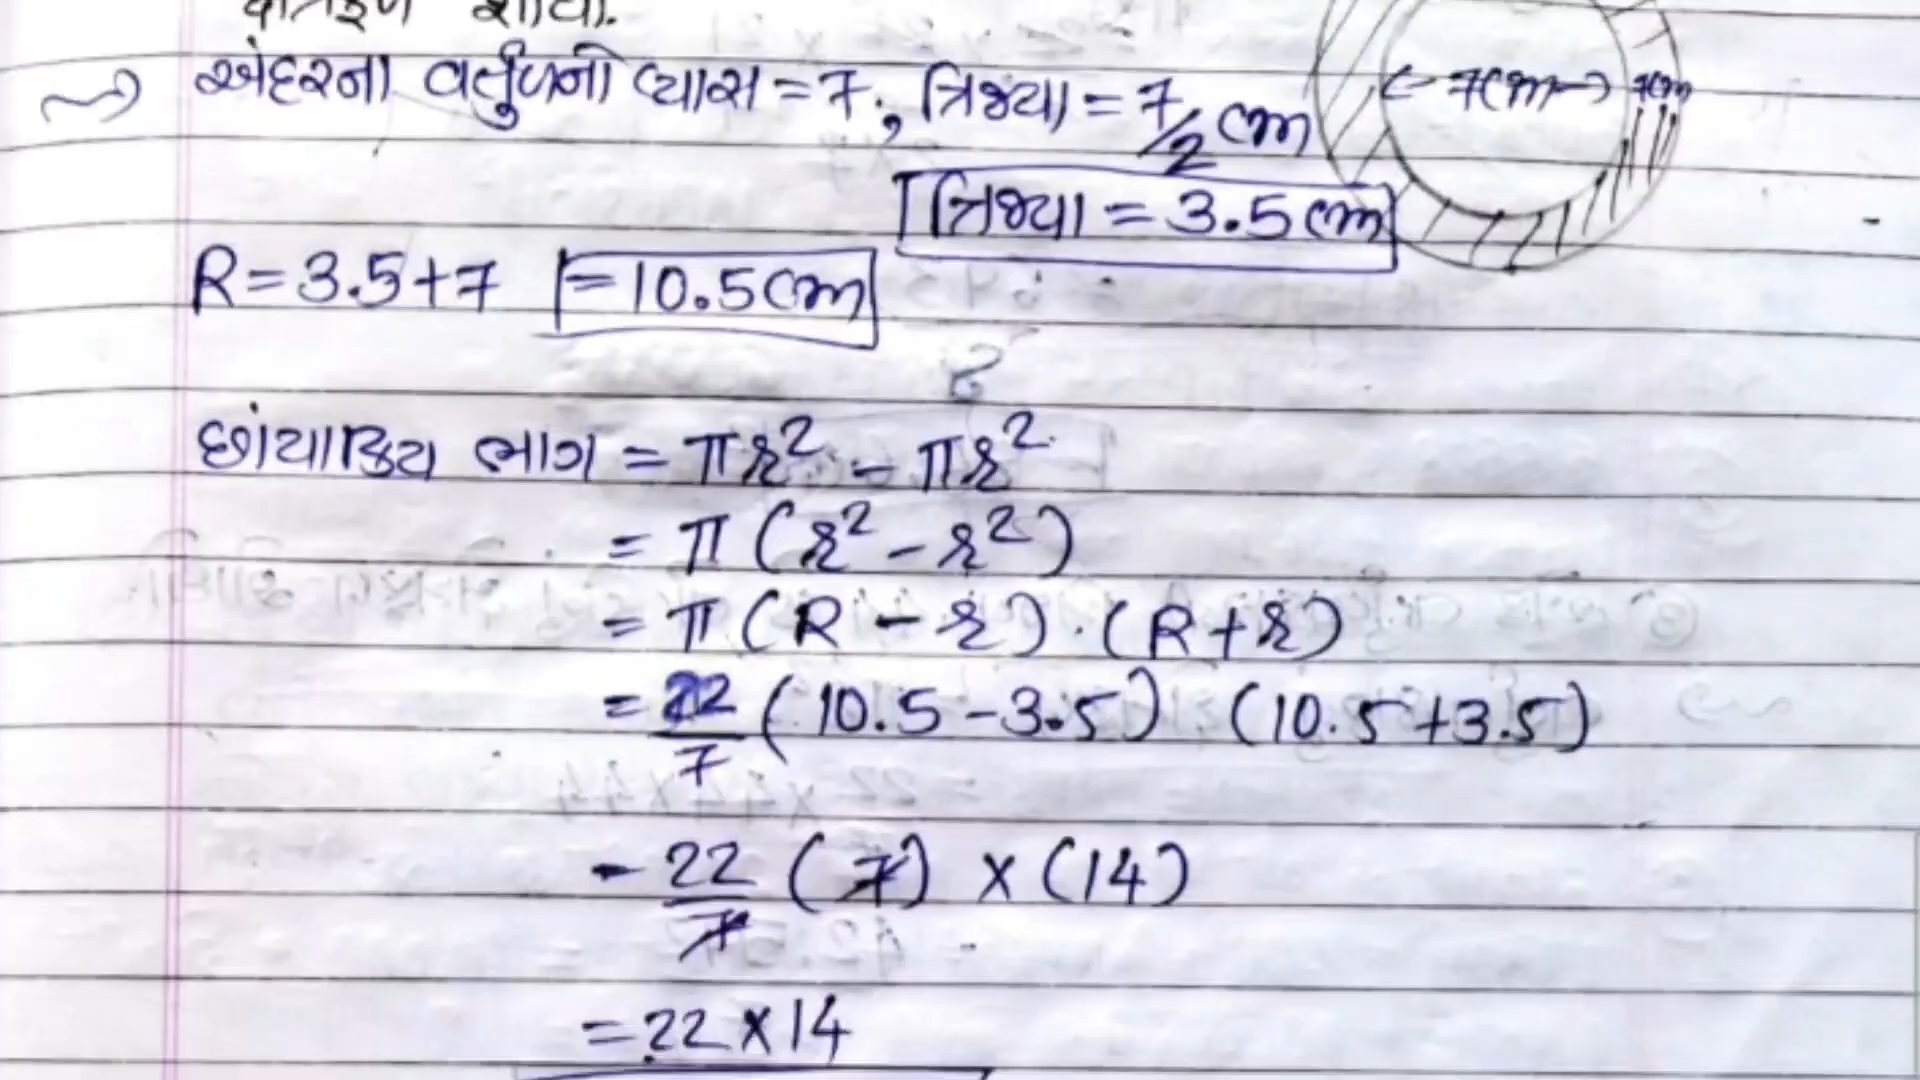 અંદરના વર્તુળનો વ્યાસ = 7, ત્રિજ્યા = 7/2 cm
← 7cm → 7cm
ત્રિજ્યા = 3.5 cm
R = 3.5 + 7 = 10.5 cm
છાંયાકિય ભાગ = πr² - πr²
= π (r² - r²)
= π (R - r) . (R + r)
= 22/7 (10.5 - 3.5) (10.5 + 3.5)
- 22/7 (7) × (14)
= 22 × 14